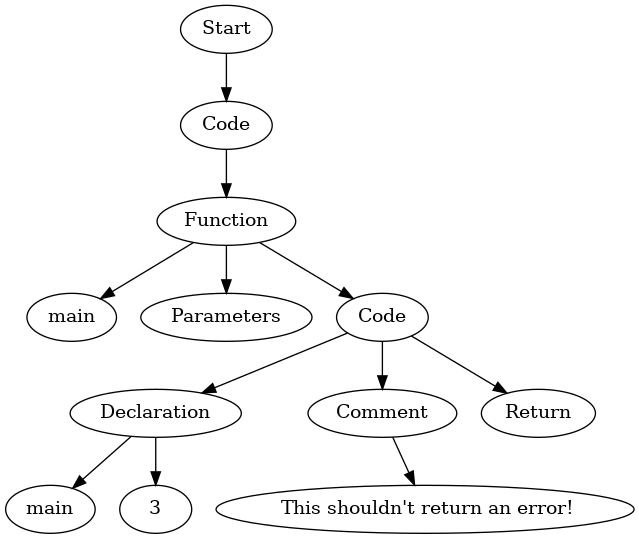 Start
Code
Function
main
Parameters
Code
Declaration
Comment
Return
main
3
This shouldn't return an error!